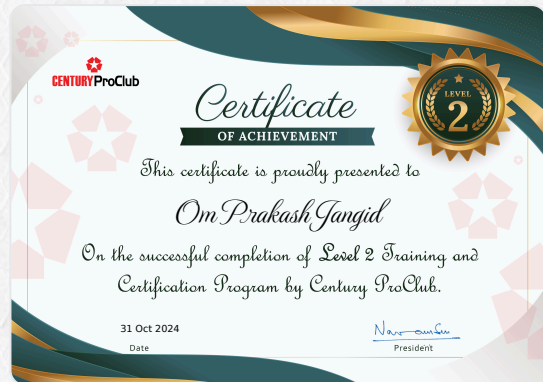 CENTURY ProClub
Certificate
OF ACHIEVEMENT
LEVEL
2
This certificate is proudly presented to
Om Prakash Jangid
On the successful completion of Level 2 Training and
Certification Program by Century ProClub.
31 Oct 2024
Date
President